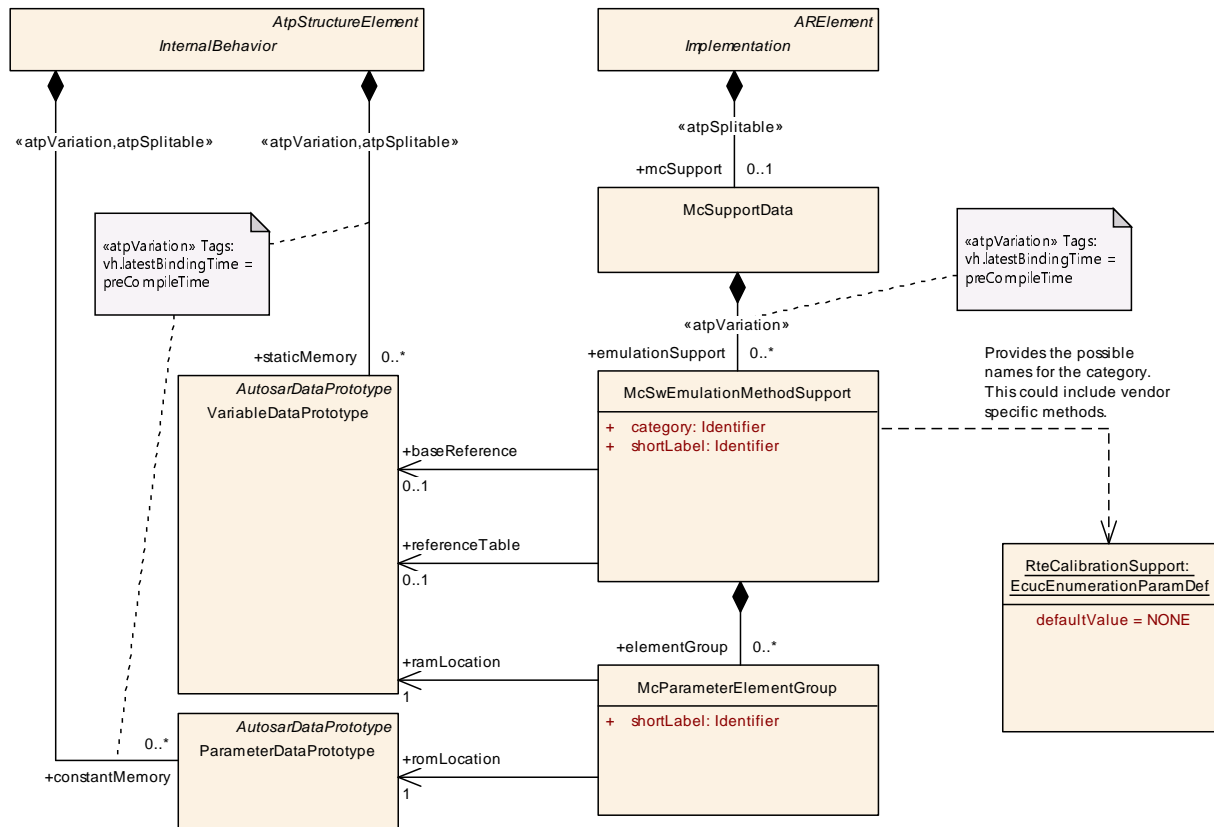 AtpStructureElement
InternalBehavior
ARElement
Implementation
«atpVariation,atpSplitable»
«atpVariation,atpSplitable»
«atpSplitable»
+mcSupport
0..1
McSupportData
«atpVariation» Tags:
vh.latestBindingTime =
preCompileTime
«atpVariation» Tags:
vh.latestBindingTime =
preCompileTime
«atpVariation»
+emulationSupport
0..*
+staticMemory
0..*
Provides the possible
names for the category.
This could include vendor
specific methods.
AutosarDataPrototype
VariableDataPrototype
McSwEmulationMethodSupport
+ category: Identifier
+ shortLabel: Identifier
+baseReference
0..1
+referenceTable
0..1
RteCalibrationSupport:
EcucEnumerationParamDef
defaultValue = NONE
+elementGroup
0..*
+ramLocation
1
McParameterElementGroup
+ shortLabel: Identifier
AutosarDataPrototype
ParameterDataPrototype
0..*
+constantMemory
+romLocation
1